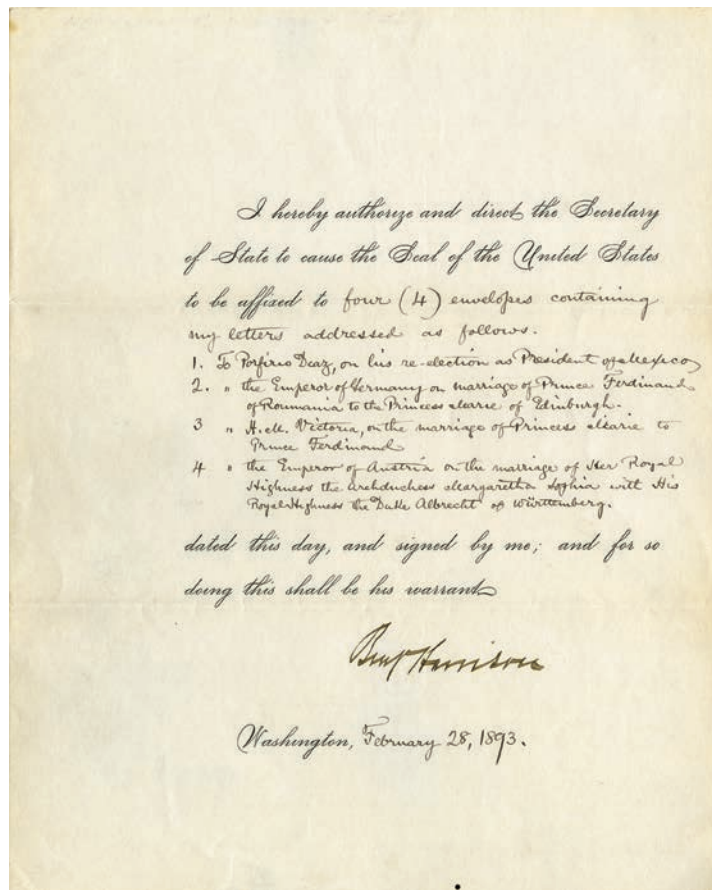 I hereby authorize and direct the Secretary
of State to cause the Seal of the United States
to be affixed to four (4) envelopes containing
my letters addressed as follows.
1. To Porfirio Diaz, on his re-election as President of Mexico
2. " the Emperor of Germany on marriage of Prince Ferdinand
of Roumania to the Princess Marie of Edinburgh.
3 " H.M. Victoria, on the marriage of Princess Marie to
Prince Ferdinand
4 " the Emperor of Austria on the marriage of Her Royal
Highness the Archduchess Margaretha Sophia with His
Royal Highness the Duke Albrecht of Württemberg.
dated this day, and signed by me; and for so
doing this shall be his warrant
Benj Harrison
Washington, February 28, 1893.